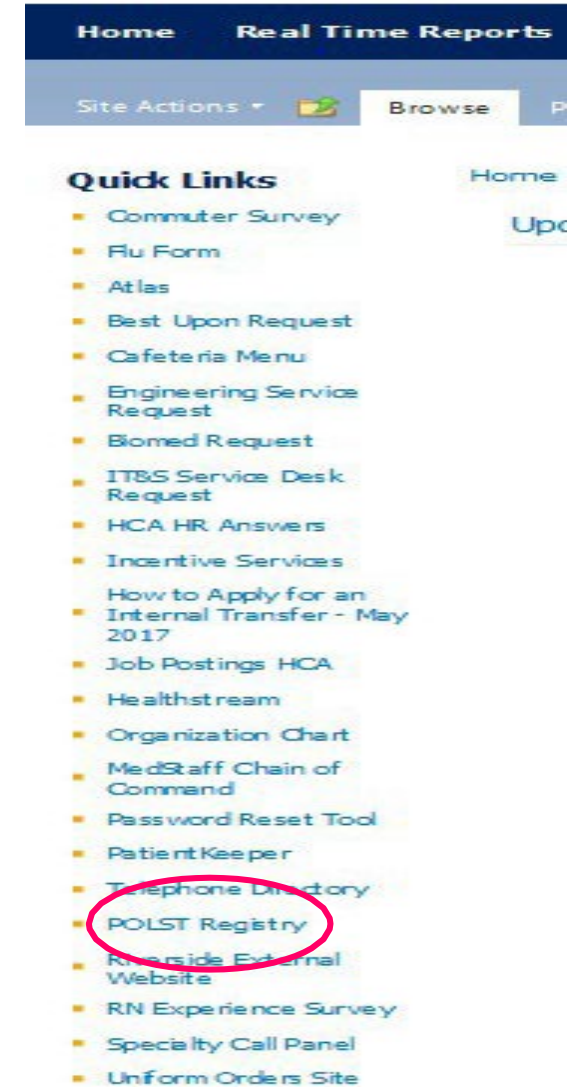 Home Real Time Reports
Site Actions Browse P
Quick Links
Home
Commuter Survey
Upd
Flu Form
Atlas
Best Upon Request
Cafeteria Menu
Engineering Service
Request
Biomed Request
IT&S Service Desk
Request
HCA HR Answers
Incentive Services
How to Apply for an
Internal Transfer - May
2017
Job Postings HCA
Healthstream
Organization Chart
MedStaff Chain of
Command
Password Reset Tool
PatientKeeper
Telephone Directory
POLST Registry
Riverside External
Website
RN Experience Survey
Specialty Call Panel
Uniform Orders Site